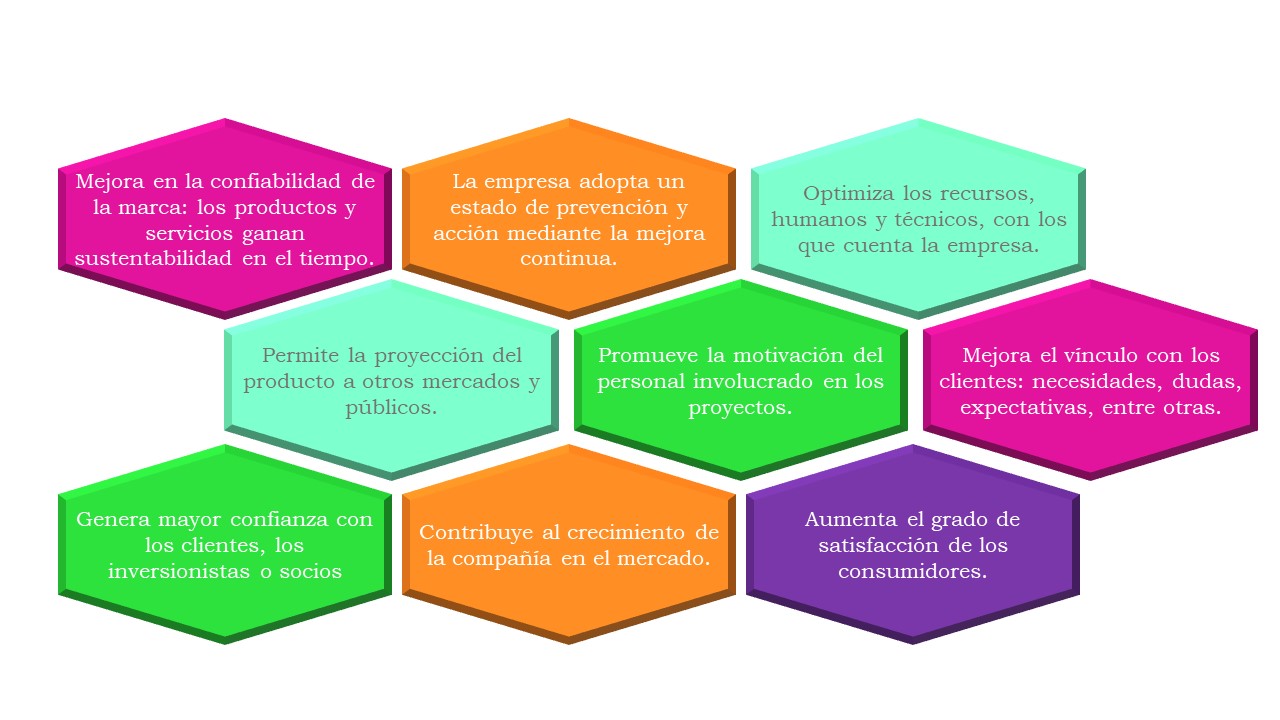 Mejora en la confiabilidad de
la marca: los productos y
servicios ganan
sustentabilidad en el tiempo.
La empresa adopta un
estado de prevención y
acción mediante la mejora
continua.
Optimiza los recursos,
humanos y técnicos, con los
que cuenta la empresa.
Permite la proyección del
producto a otros mercados y
públicos.
Promueve la motivación del
personal involucrado en los
proyectos.
Mejora el vínculo con los
clientes: necesidades, dudas,
expectativas, entre otras.
Genera mayor confianza con
los clientes, los
inversionistas o socios
Contribuye al crecimiento de
la compañía en el mercado.
Aumenta el grado de
satisfacción de los
consumidores.